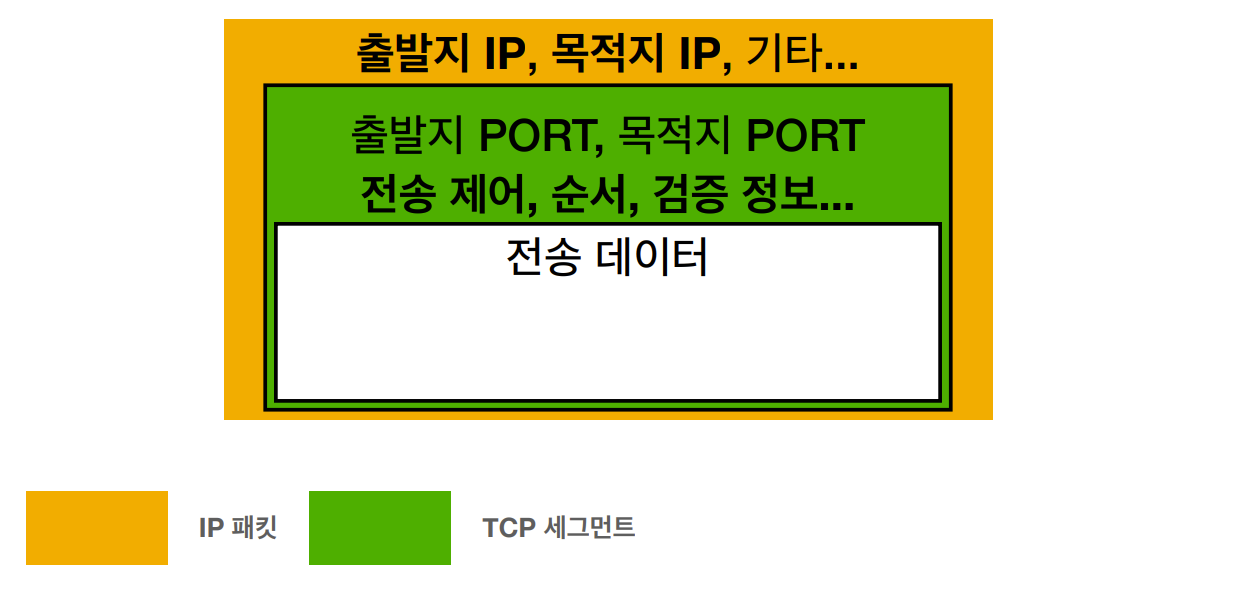 출발지 IP, 목적지 IP, 기타...
출발지 PORT, 목적지 PORT
전송 제어, 순서, 검증 정보...
전송 데이터
IP 패킷
TCP 세그먼트